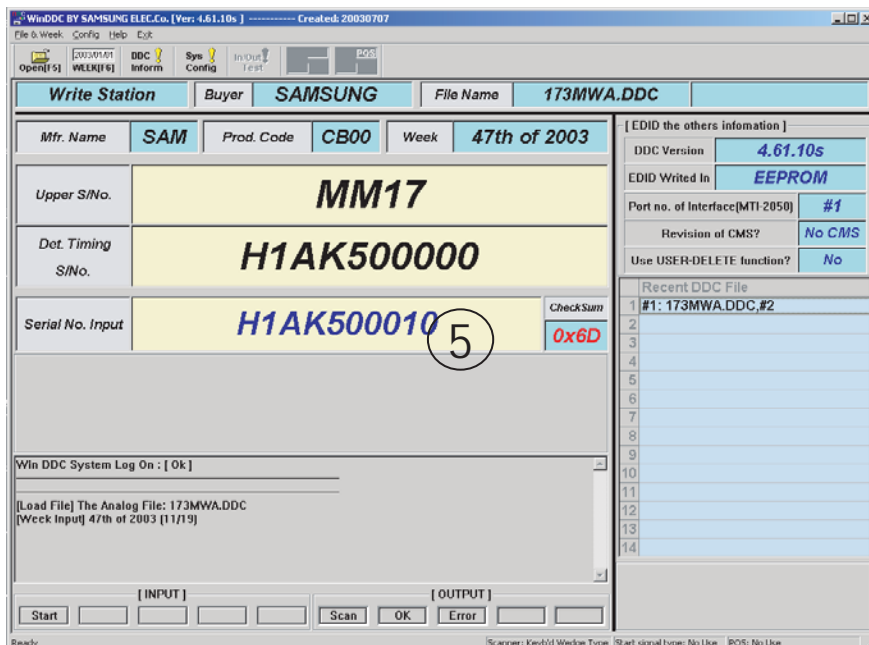 WinDDC BY SAMSUNG ELEC.Co. [Ver: 4.61.10s ] ---------- Created: 20030707
File & Week Config Help Exit
Open[F5] 2003/01/01 WEEK[F6] DDC Inform Sys Config In/Out Test POS
Write Station Buyer SAMSUNG File Name 173MWA.DDC
Mfr. Name SAM Prod. Code CB00 Week 47th of 2003
Upper S/No. MM17
Det. Timing S/No. H1AK500000
Serial No. Input H1AK500010 5 CheckSum 0x6D
[ EDID the others infomation ]
DDC Version 4.61.10s
EDID Writed In EEPROM
Port no. of Interface(MTI-2050) #1
Revision of CMS? No CMS
Use USER-DELETE function? No
Recent DDC File
1 #1: 173MWA.DDC,#2
2
3
4
5
6
7
8
9
10
11
12
13
14
Win DDC System Log On : [ Ok ]
[Load File] The Analog File: 173MWA.DDC
[Week Input] 47th of 2003 (11/19)
[ INPUT ] [ OUTPUT ]
Start Scan OK Error
Ready Scanner: Keyb'd Wedge Type Start signal type: No Use POS: No Use